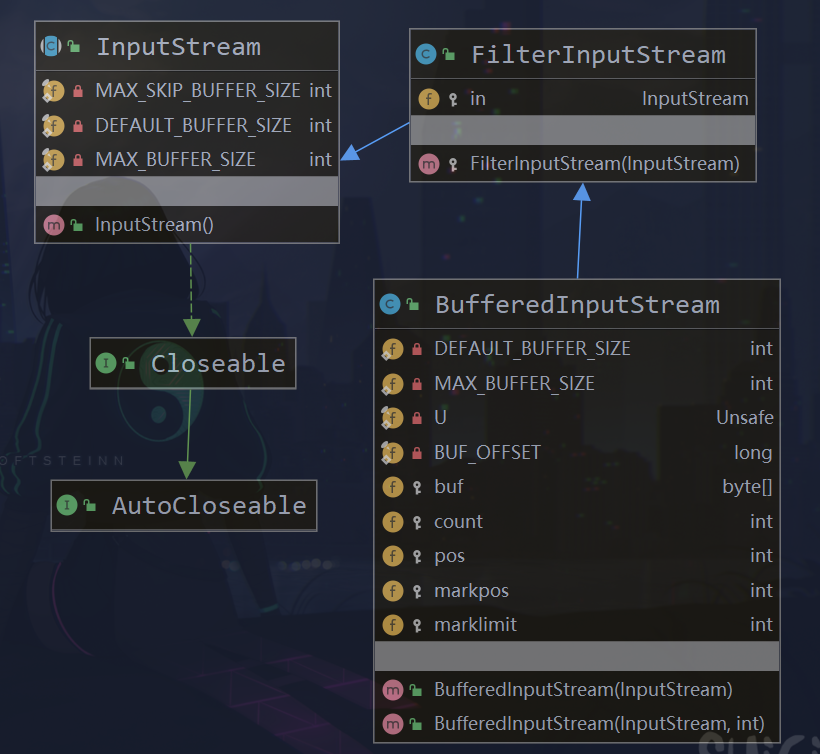 InputStream
MAX_SKIP_BUFFER_SIZE int
DEFAULT_BUFFER_SIZE int
MAX_BUFFER_SIZE int
InputStream()
FilterInputStream
in InputStream
FilterInputStream(InputStream)
Closeable
AutoCloseable
BufferedInputStream
DEFAULT_BUFFER_SIZE int
MAX_BUFFER_SIZE int
U Unsafe
BUF_OFFSET long
buf byte[]
count int
pos int
markpos int
marklimit int
BufferedInputStream(InputStream)
BufferedInputStream(InputStream, int)
OFTSTEINN